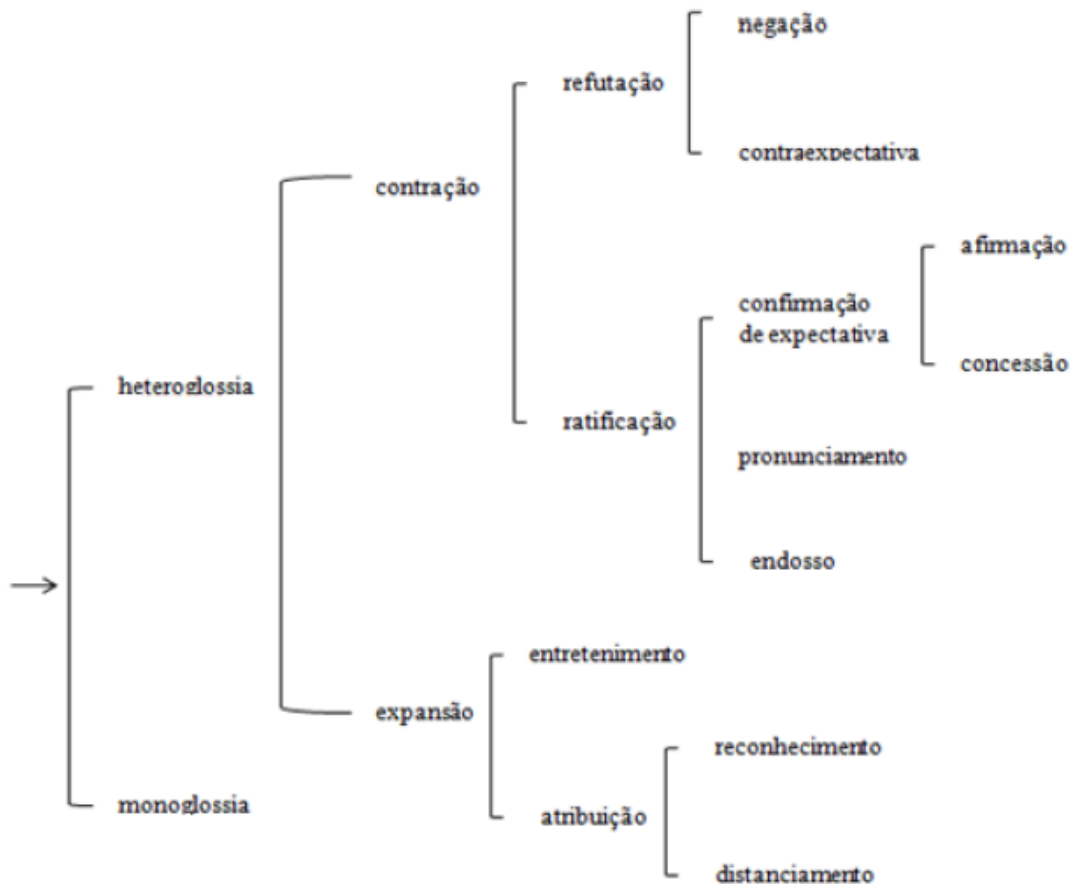 negação
refutação
contraexpectativa
contração
afirmação
confirmação
de expectativa
concessão
heteroglossia
ratificação
pronunciamento
endosso
entretenimento
expansão
reconhecimento
monoglossia
atribuição
distanciamento